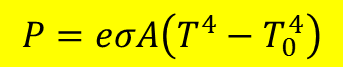 P = eσA(T⁴ − T₀⁴)